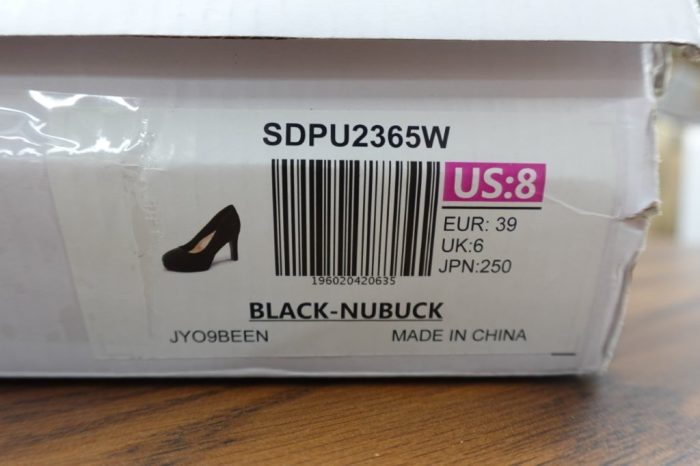 SDPU2365W
US:8
EUR: 39
UK:6
JPN:250
196020420635
BLACK-NUBUCK
JYO9BEEN
MADE IN CHINA